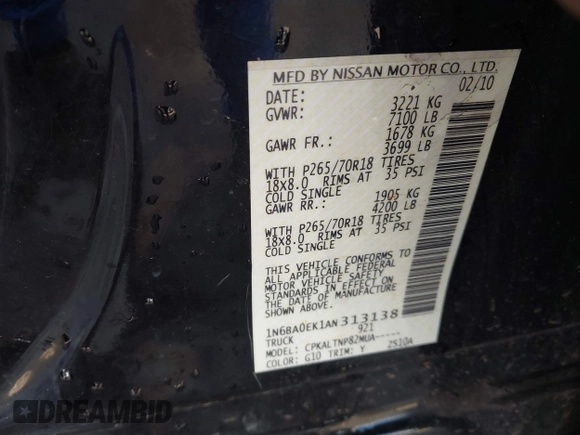 MFD BY NISSAN MOTOR CO., LTD.
DATE: 02/10
GVWR: 3221 KG
7100 LB
GAWR FR.: 1678 KG
3699 LB
WITH P265/70R18 TIRES
18X8.0 RIMS AT 35 PSI
COLD SINGLE
GAWR RR.: 1905 KG
4200 LB
WITH P265/70R18 TIRES
18X8.0 RIMS AT 35 PSI
COLD SINGLE
THIS VEHICLE CONFORMS TO
ALL APPLICABLE FEDERAL
MOTOR VEHICLE SAFETY
STANDARDS IN EFFECT ON
THE DATE OF MANUFACTURE
SHOWN ABOVE.
1N6BA0EK1AN313138
TRUCK 921
MODEL: CPKALTNP82MUA-----
COLOR: G10 TRIM: Y 2S10A
DREAMBID